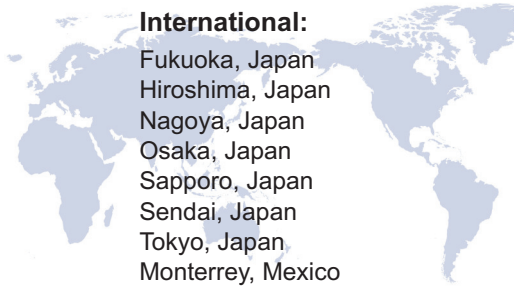 International:
Fukuoka, Japan
Hiroshima, Japan
Nagoya, Japan
Osaka, Japan
Sapporo, Japan
Sendai, Japan
Tokyo, Japan
Monterrey, Mexico